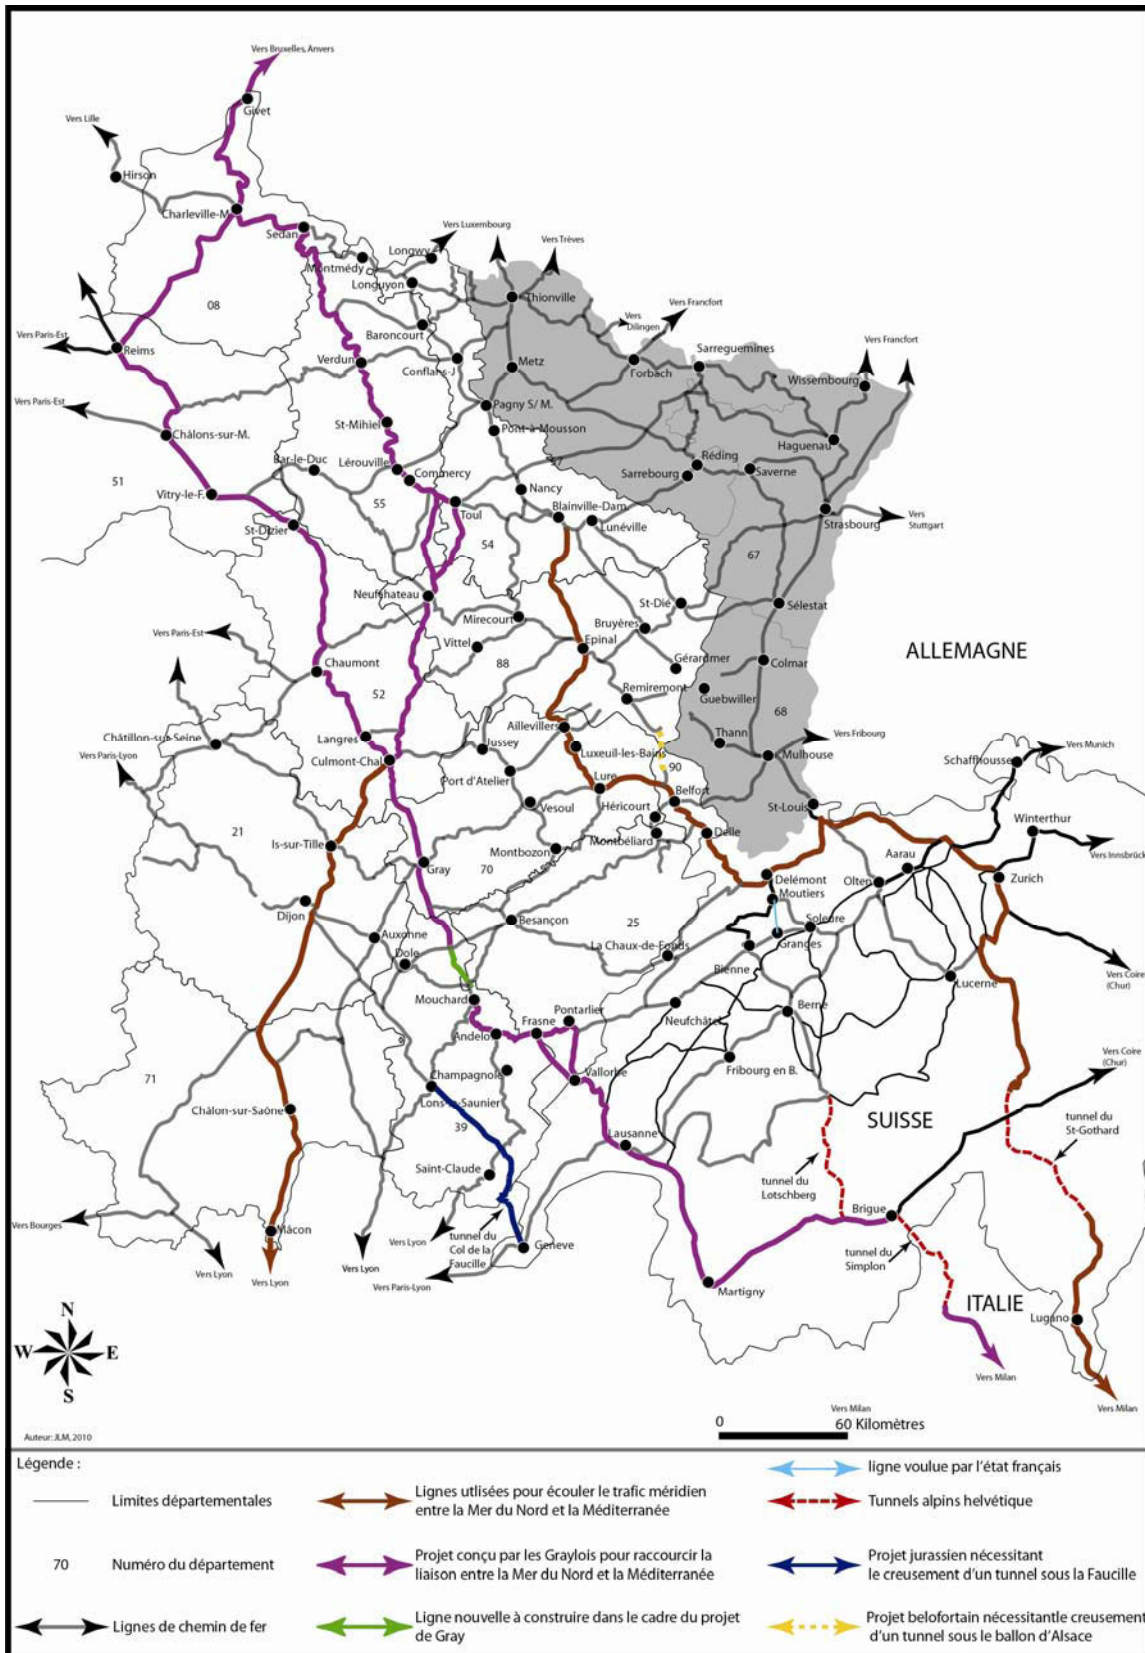 Vers Bruxelles, Anvers
Givet
Vers Lille
Hirson
Charleville-M
Sedan
Vers Luxembourg
Longwy
Vers Trèves
Montmédy
Longuyon
Thionville
08
Vers Francfort
Vers
Dilingen
Baroncourt
Vers Paris-Est
Reims
Verdun
Conflans-J
Metz
Forbach
Sarreguemines
Vers Francfort
Wissembourg
Vers Paris-Est
Pagny S/ M.
St-Mihiel
Pont-à-Mousson
Châlons-sur-M.
Haguenau
Bar-le-Duc
Lérouville
Commercy
57
Réding
Saverne
Sarrebourg
51
Vitry-le-F.
55
Nancy
Toul
Blainville-Dam.
Lunéville
Strasbourg
Vers
Stuttgart
St-Dizier
54
67
Neufchateau
St-Dié
Sélestat
Mirecourt
Bruyères
Vers Paris-Est
Vittel
Epinal
ALLEMAGNE
Chaumont
88
Gérardmer
Colmar
Guebwiller
52
Remiremont
68
Châtillon-sur-Seine
Langres
Aillevillers
Thann
Vers Fribourg
Vers Paris-Lyon
Culmont-Chal
Jussey
Luxeuil-les-Bains
Mulhouse
Schaffhousse
Vers Munich
Port d'Atelier
Lure
90
Belfort
St-Louis
Vesoul
Héricourt
Winterthur
21
Delle
Is-sur-Tille
Montbozon
Montbéliard
Vers Innsbrück
Gray
70
Aarau
Delémont
Olten
Zurich
Moutiers
Dijon
Besançon
25
Soleure
Auxonne
La Chaux-de-Fonds
Granges
Dole
Bienne
Vers Coire
(Chur)
Lucerne
Mouchard
Pontarlier
Neufchâtel
Berne
Andelot
Frasne
Vers Coire
(Chur)
Fribourg en B.
71
Champagnole
Vallorbe
Lons-le-Saunier
Châlon-sur-Saône
39
SUISSE
tunnel du
St-Gothard
Lausanne
Saint-Claude
tunnel du
Lotschberg
Brigue
Vers Bourges
Mâcon
Vers Lyon
tunnel du
Col de la
Faucille
Geneve
tunnel du
Simplon
Vers Lyon
Vers Lyon
Vers Lyon
Vers Paris-Lyon
Martigny
ITALIE
Lugano
N
W E
S
Vers Milan
Vers Milan
Vers Milan
0 60 Kilomètres
Auteur: JLM, 2010
Légende :
Limites départementales
Lignes utlisées pour écouler le trafic méridien
entre la Mer du Nord et la Méditerranée
ligne voulue par l'état français
Tunnels alpins helvétique
70 Numéro du département
Projet conçu par les Graylois pour raccourcir la
liaison entre la Mer du Nord et la Méditerranée
Projet jurassien nécessitant
le creusement d'un tunnel sous la Faucille
Lignes de chemin de fer
Ligne nouvelle à construire dans le cadre du projet
de Gray
Projet belofortain nécessitantle creusement
d'un tunnel sous le ballon d'Alsace